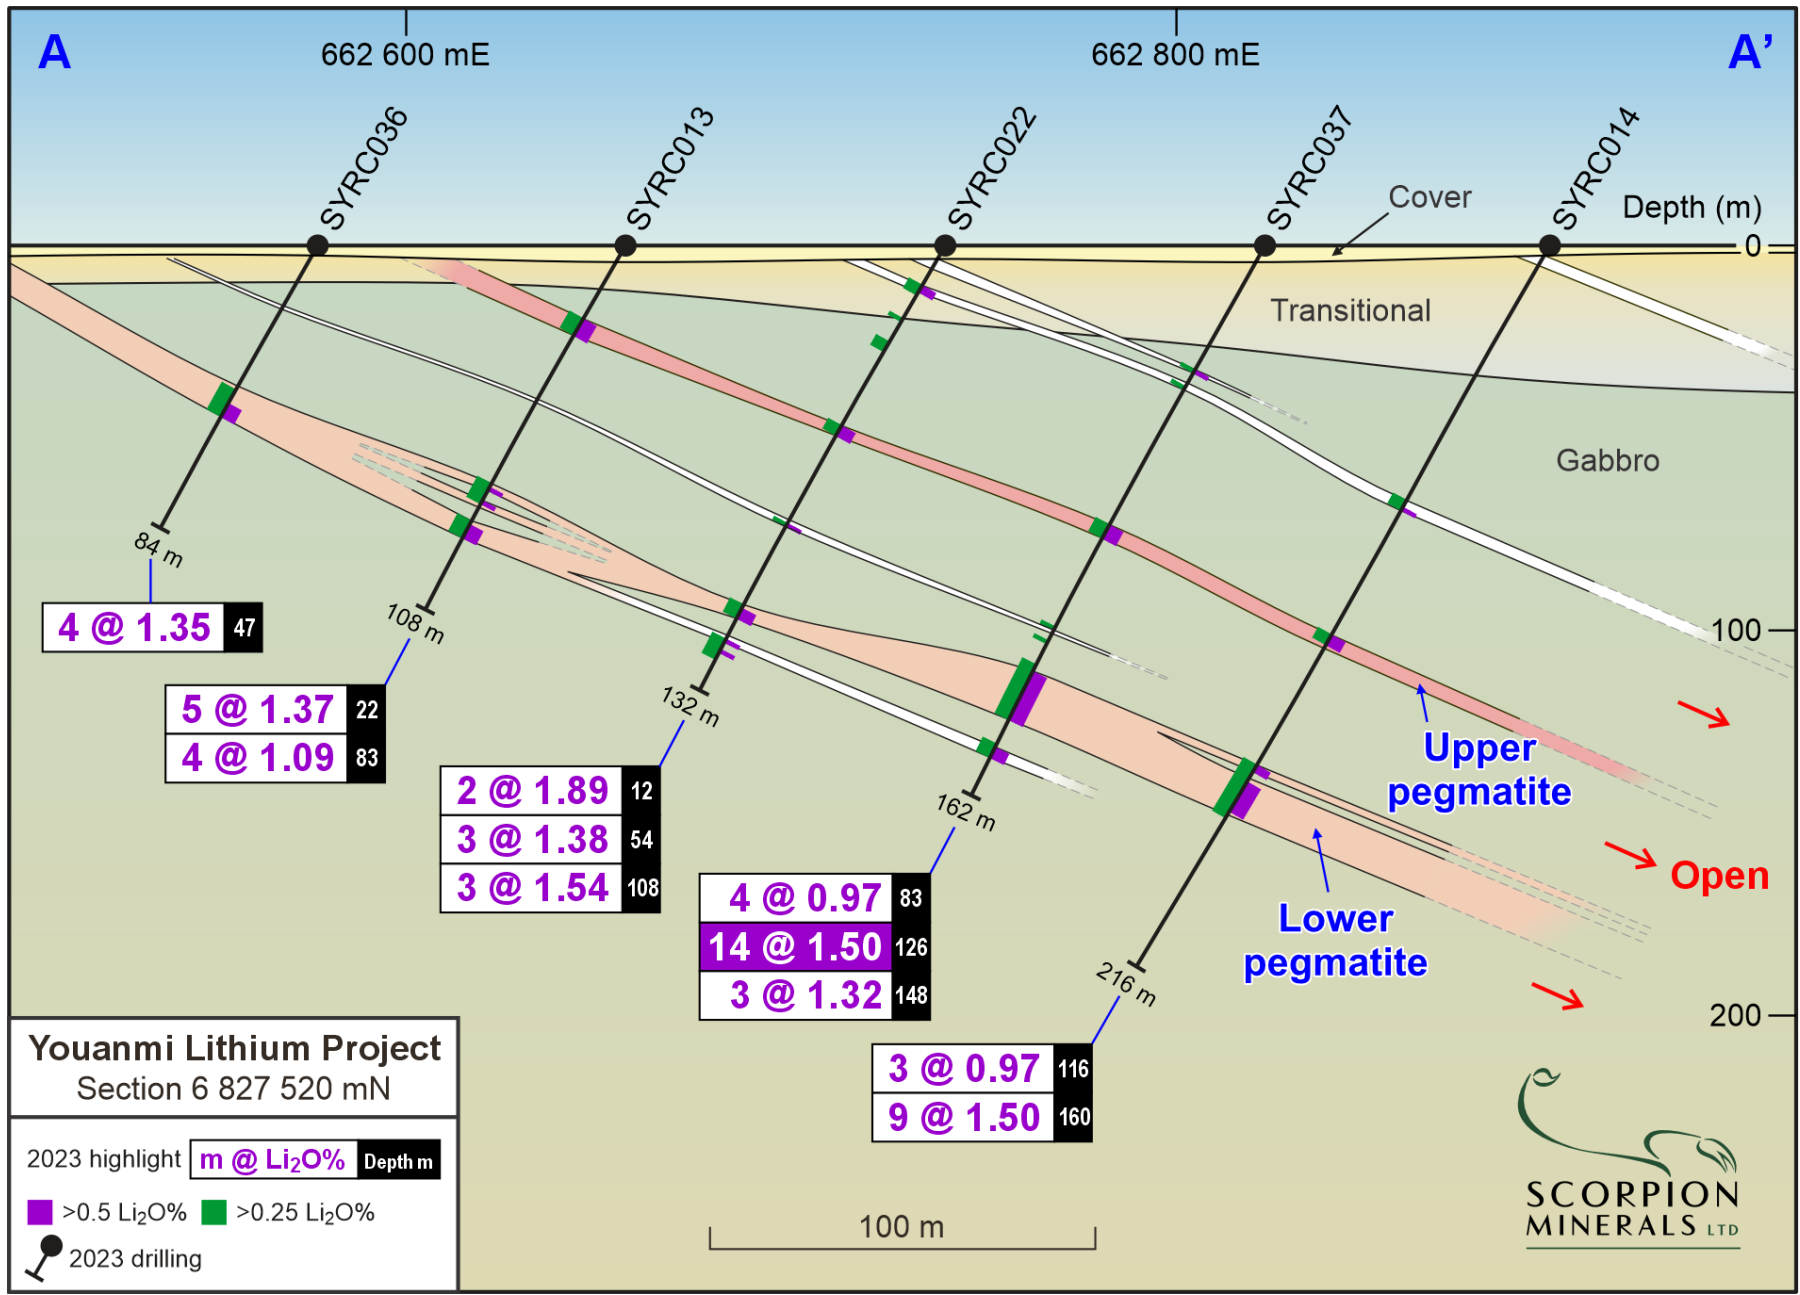 A
662 600 mE
662 800 mE
A’
SYRC036
SYRC013
SYRC022
SYRC037
SYRC014
Cover
Depth (m)
0
Transitional
Gabbro
100
200
84 m
4 @ 1.35 47
108 m
5 @ 1.37 22
4 @ 1.09 83
132 m
2 @ 1.89 12
3 @ 1.38 54
3 @ 1.54 108
162 m
4 @ 0.97 83
14 @ 1.50 126
3 @ 1.32 148
216 m
3 @ 0.97 116
9 @ 1.50 160
Upper
pegmatite
Lower
pegmatite
Open
Youanmi Lithium Project
Section 6 827 520 mN
2023 highlight m @ Li₂O% Depth m
>0.5 Li₂O% >0.25 Li₂O%
2023 drilling
100 m
SCORPION
MINERALS LTD